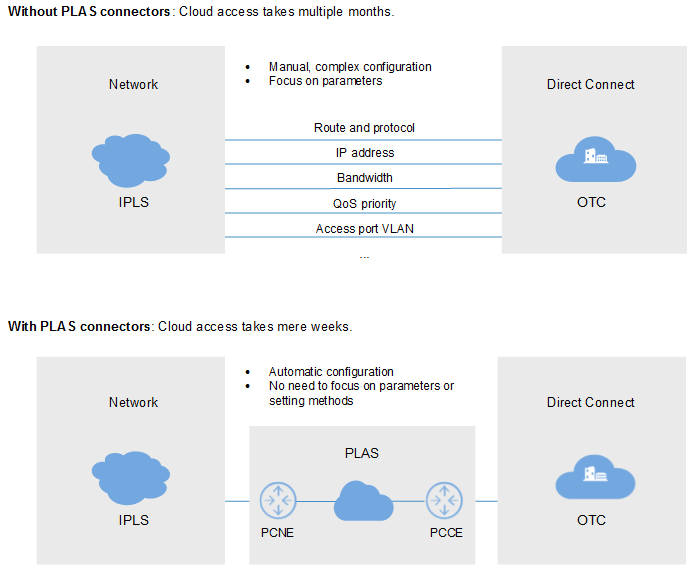 Without PLAS connectors: Cloud access takes multiple months.
Network
• Manual, complex configuration
• Focus on parameters
Direct Connect
Route and protocol
IP address
Bandwidth
QoS priority
Access port VLAN
...
IPLS
OTC
With PLAS connectors: Cloud access takes mere weeks.
Network
• Automatic configuration
• No need to focus on parameters or
setting methods
Direct Connect
PLAS
IPLS
PCNE
PCCE
OTC